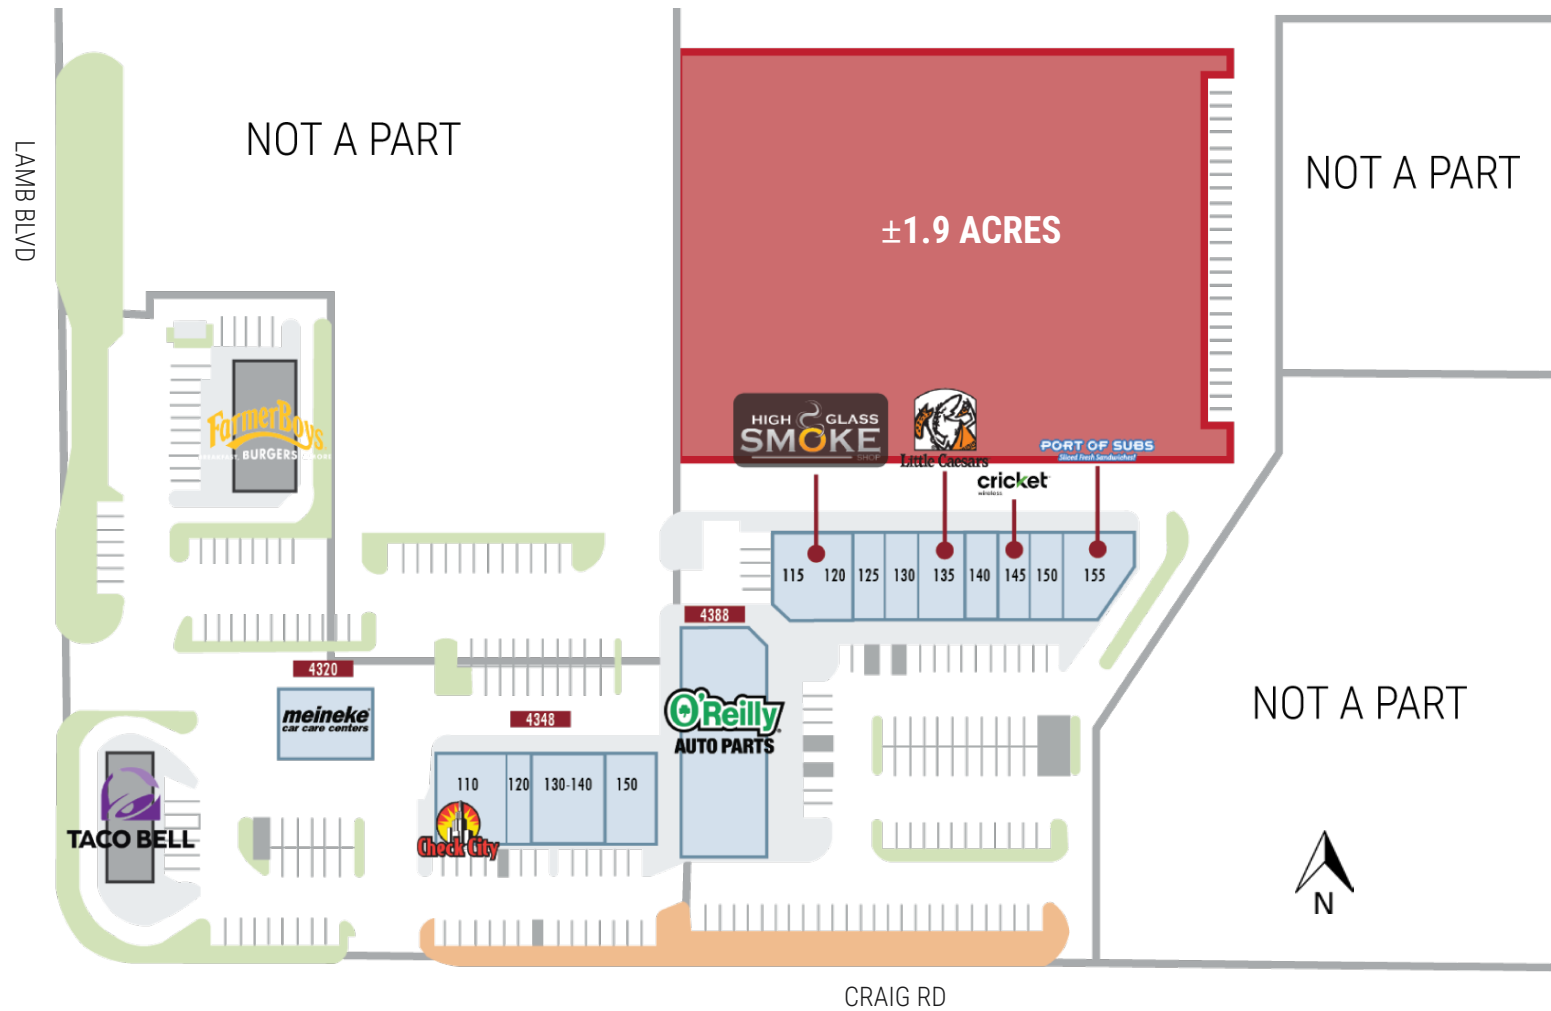 NOT A PART
LAMB BLVD
NOT A PART
±1.9 ACRES
HIGH GLASS
SMOKE
SHOP
Little Caesars
PORT OF SUBS
Sliced Fresh Sandwiches!
cricket
wireless
FarmerBoys
BURGERS
115 120 125 130 135 140 145 150 155
4388
4320
meineke
car care centers
4348
O'Reilly
AUTO PARTS
NOT A PART
110 120 130-140 150
Check City
TACO BELL
N
CRAIG RD